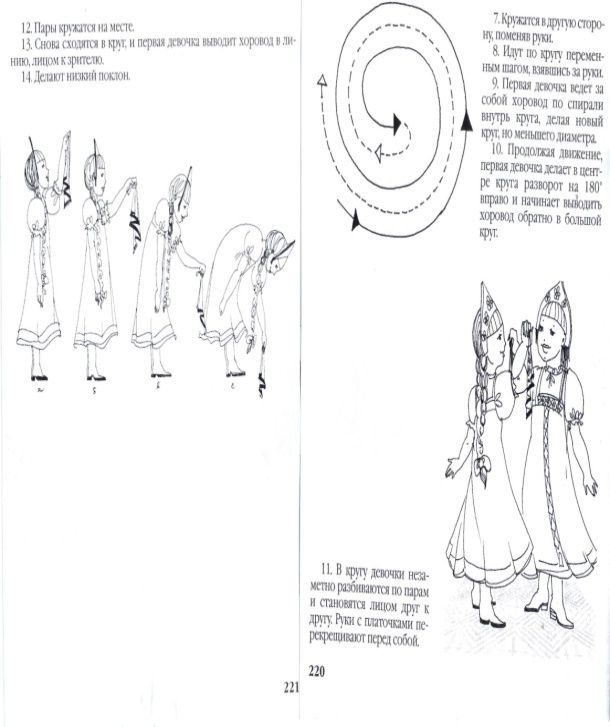 12. Пары кружатся на месте.
13. Снова сходятся в круг, и первая девочка выводит хоровод в ли-
нию, лицом к зрителю.
14. Делают низкий поклон.
а б в г
221
7. Кружатся в другую сторо-
ну, поменяв руки.
8. Идут по кругу перемен-
ным шагом, взявшись за руки.
9. Первая девочка ведет за
собой хоровод по спирали
внутрь круга, делая новый
круг, но меньшего диаметра.
10. Продолжая движение,
первая девочка делает в цент-
ре круга разворот на 180°
вправо и начинает выводить
хоровод обратно в большой
круг.
11. В кругу девочки неза-
метно разбиваются по парам
и становятся лицом друг к
другу. Руки с платочками пе-
рекрещивают перед собой.
220